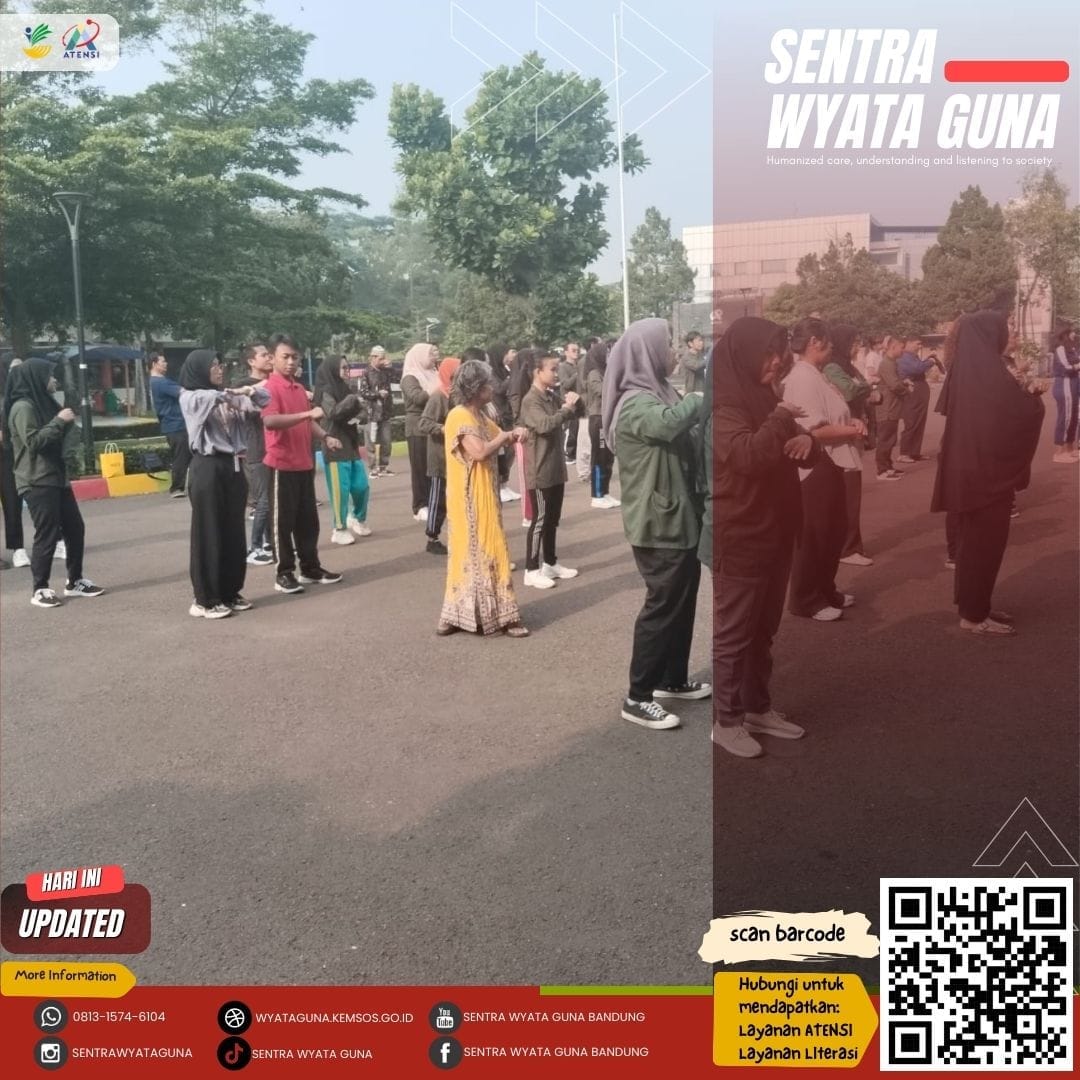 ATENSI
SENTRA
WYATA GUNA
Humanized care, understanding and listening to society
HARI INI
UPDATED
More Information
scan barcode
Hubungi untuk
mendapatkan:
Layanan ATENSI
Layanan Literasi
0813-1574-6104
WYATAGUNA.KEMSOS.GO.ID
You
Tube
SENTRA WYATA GUNA BANDUNG
SENTRAWYATAGUNA
SENTRA WYATA GUNA
SENTRA WYATA GUNA BANDUNG